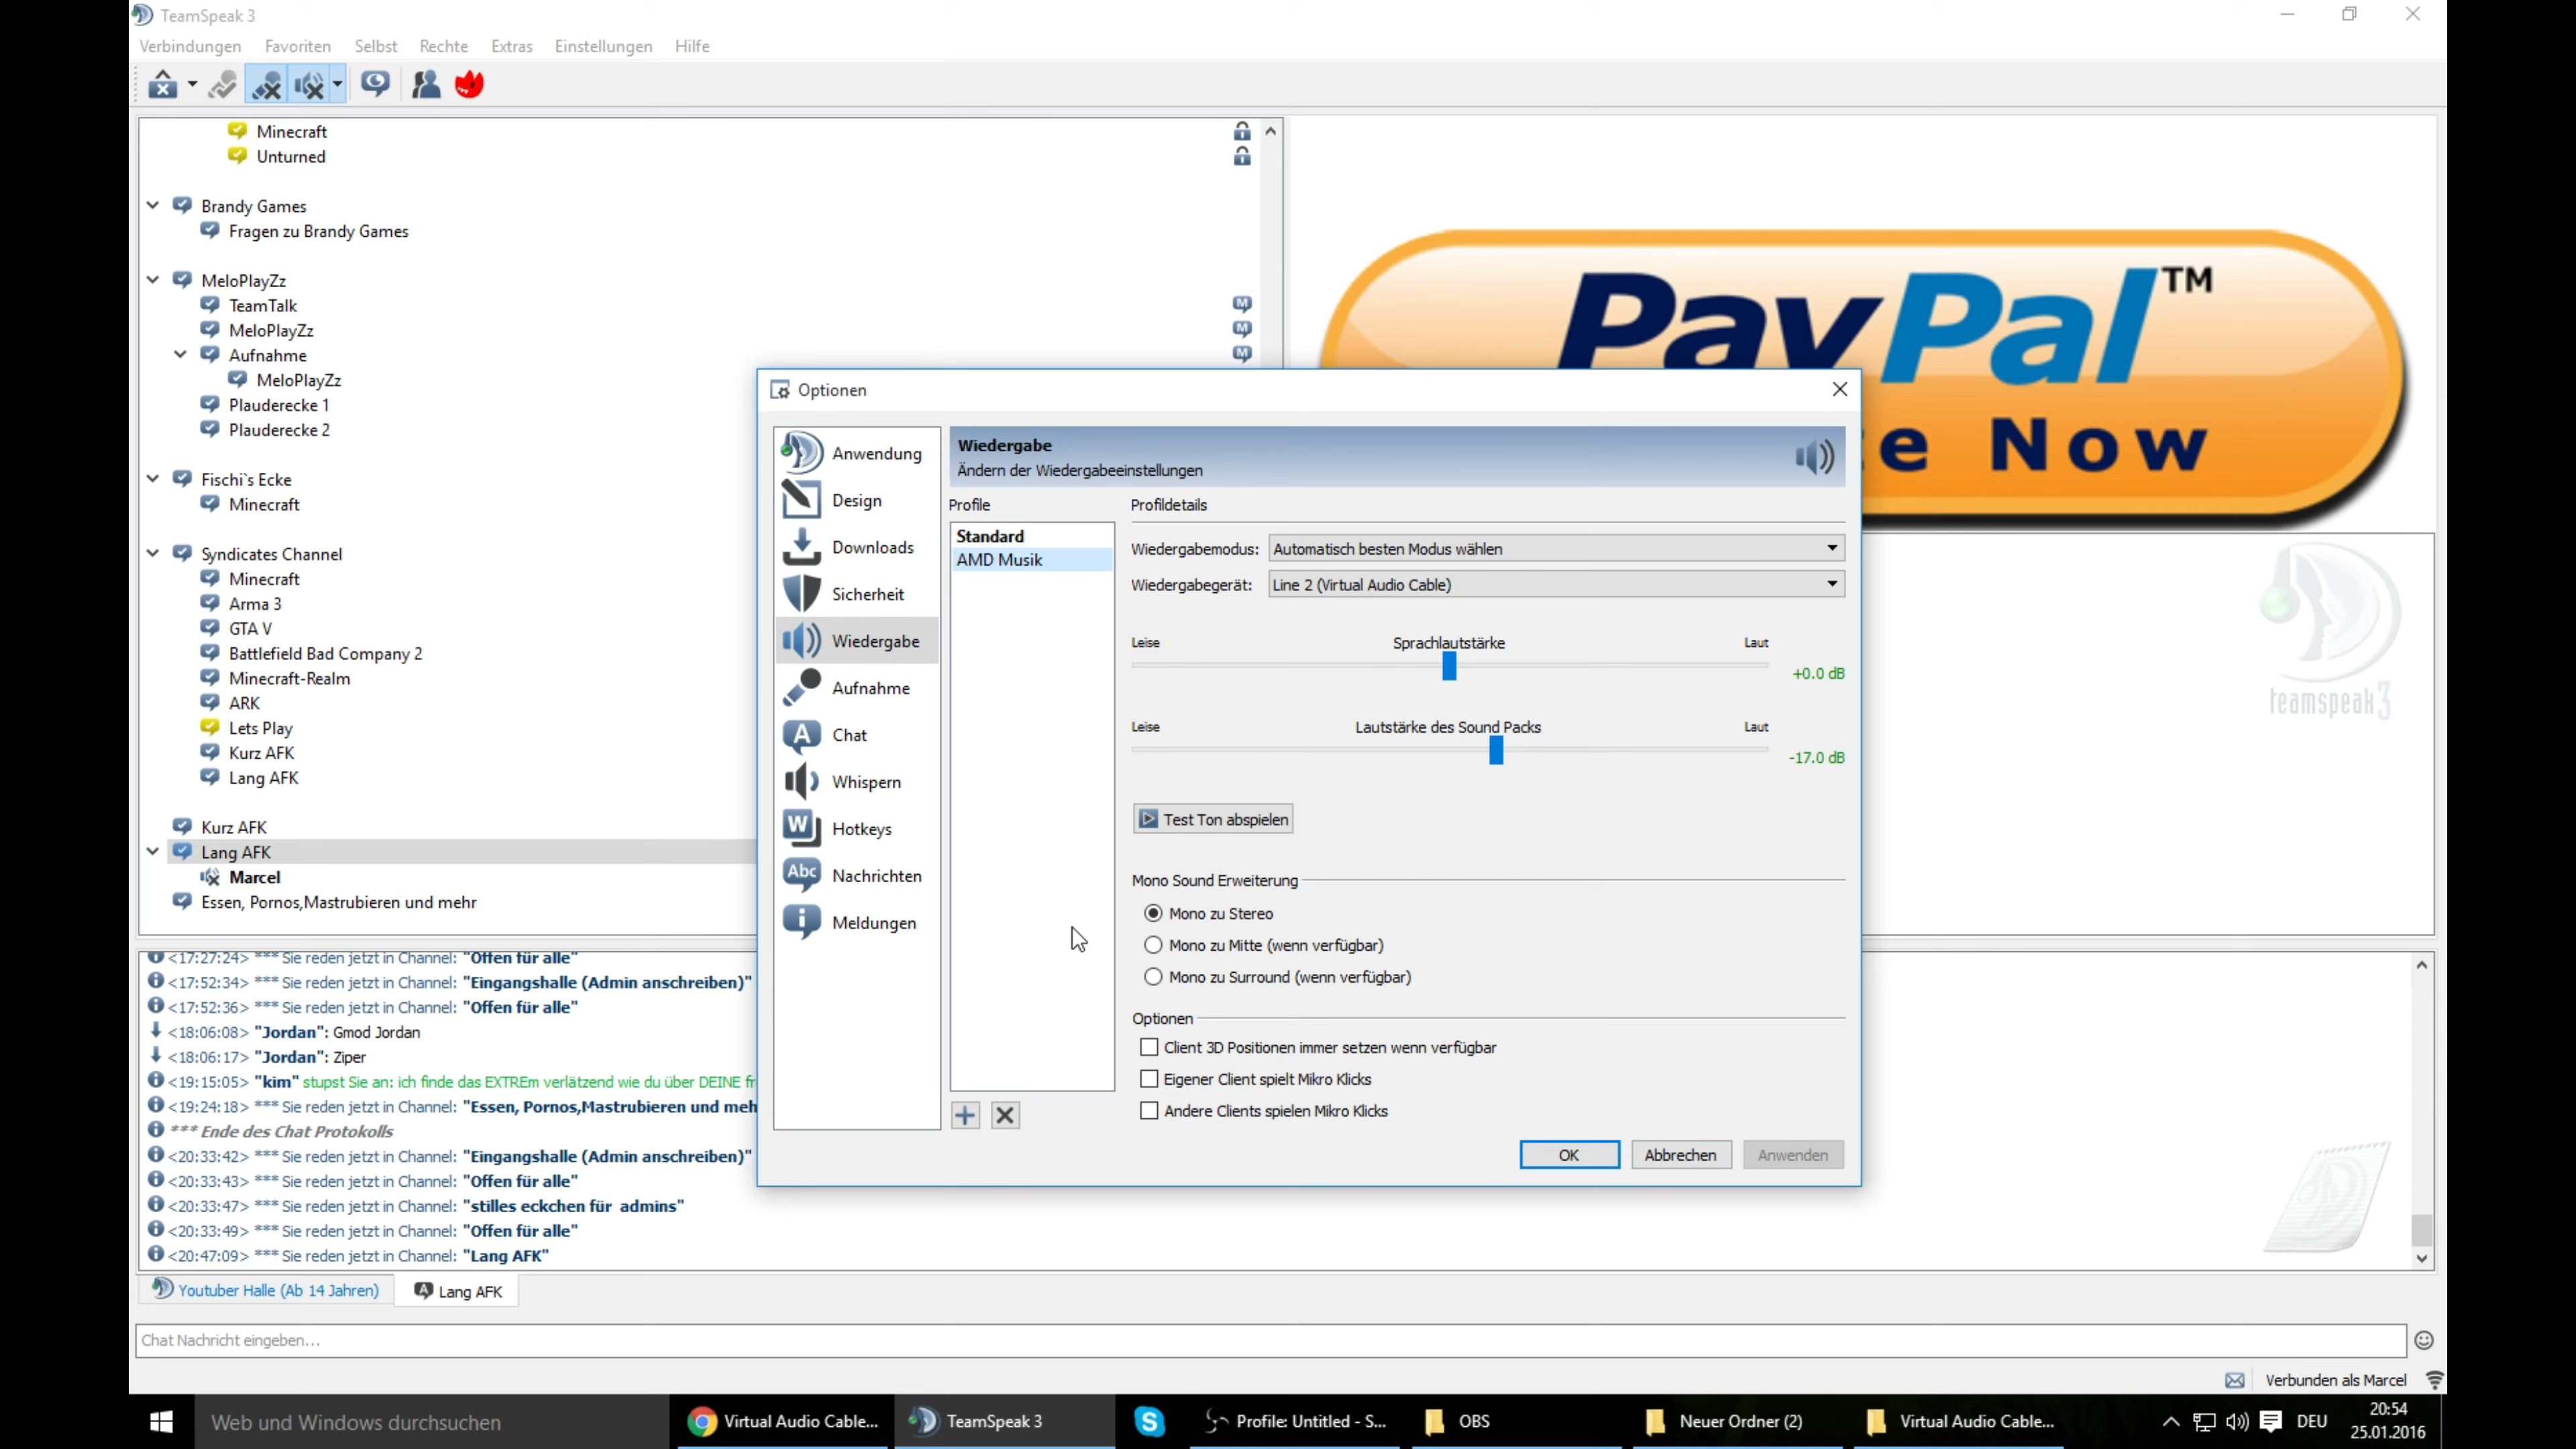 TeamSpeak 3
Verbindungen Favoriten Selbst Rechte Extras Einstellungen Hilfe
Minecraft
Unturned
Brandy Games
Fragen zu Brandy Games
MeloPlayZz
TeamTalk
MeloPlayZz
Aufnahme
MeloPlayZz
Plauderecke 1
Plauderecke 2
Fischi`s Ecke
Minecraft
Syndicates Channel
Minecraft
Arma 3
GTA V
Battlefield Bad Company 2
Minecraft-Realm
ARK
Lets Play
Kurz AFK
Lang AFK
Kurz AFK
Lang AFK
Marcel
Essen, Pornos,Mastrubieren und mehr
PayPal TM
Now
teamspeak 3
Optionen
Anwendung
Design
Downloads
Sicherheit
Wiedergabe
Aufnahme
Chat
Whispern
Hotkeys
Nachrichten
Meldungen
Wiedergabe
Ändern der Wiedergabeeinstellungen
Profile
Standard
AMD Musik
Profildetails
Wiedergabemodus: Automatisch besten Modus wählen
Wiedergabegerät: Line 2 (Virtual Audio Cable)
Leise Sprachlautstärke Laut
+0.0 dB
Leise Lautstärke des Sound Packs Laut
-17.0 dB
Test Ton abspielen
Mono Sound Erweiterung
Mono zu Stereo
Mono zu Mitte (wenn verfügbar)
Mono zu Surround (wenn verfügbar)
Optionen
Client 3D Positionen immer setzen wenn verfügbar
Eigener Client spielt Mikro Klicks
Andere Clients spielen Mikro Klicks
OK Abbrechen Anwenden
<17:27:24> *** Sie reden jetzt in Channel: "Offen für alle"
<17:52:34> *** Sie reden jetzt in Channel: "Eingangshalle (Admin anschreiben)"
<17:52:36> *** Sie reden jetzt in Channel: "Offen für alle"
<18:06:08> "Jordan": Gmod Jordan
<18:06:17> "Jordan": Ziper
<19:15:05> "kim" stupst Sie an: ich finde das EXTREm verlätzend wie du über DEINE fr
<19:24:18> *** Sie reden jetzt in Channel: "Essen, Pornos,Mastrubieren und meh
*** Ende des Chat Protokolls
<20:33:42> *** Sie reden jetzt in Channel: "Eingangshalle (Admin anschreiben)"
<20:33:43> *** Sie reden jetzt in Channel: "Offen für alle"
<20:33:47> *** Sie reden jetzt in Channel: "stilles eckchen für admins"
<20:33:49> *** Sie reden jetzt in Channel: "Offen für alle"
<20:47:09> *** Sie reden jetzt in Channel: "Lang AFK"
Youtuber Halle (Ab 14 Jahren) Lang AFK
Chat Nachricht eingeben...
Verbunden als Marcel
Web und Windows durchsuchen Virtual Audio Cable... TeamSpeak 3 Profile: Untitled - S... OBS Neuer Ordner (2) Virtual Audio Cable... DEU 20:54
25.01.2016